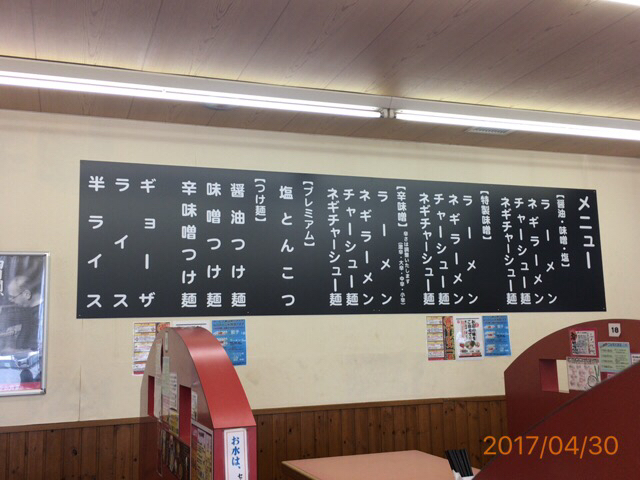 メニュー
【醤油・味噌・塩】
ラーメン
ネギラーメン
チャーシュー麺
ネギチャーシュー麺
【特製味噌】
ラーメン
ネギラーメン
チャーシュー麺
ネギチャーシュー麺
【辛味噌】
ラーメン
ネギラーメン
チャーシュー麺
ネギチャーシュー麺
【プレミアム】
塩とんこつ
【つけ麺】
醤油つけ麺
味噌つけ麺
辛味噌つけ麺
ギョーザ
ライス
半ライス
18
お水は、セ
2017/04/30